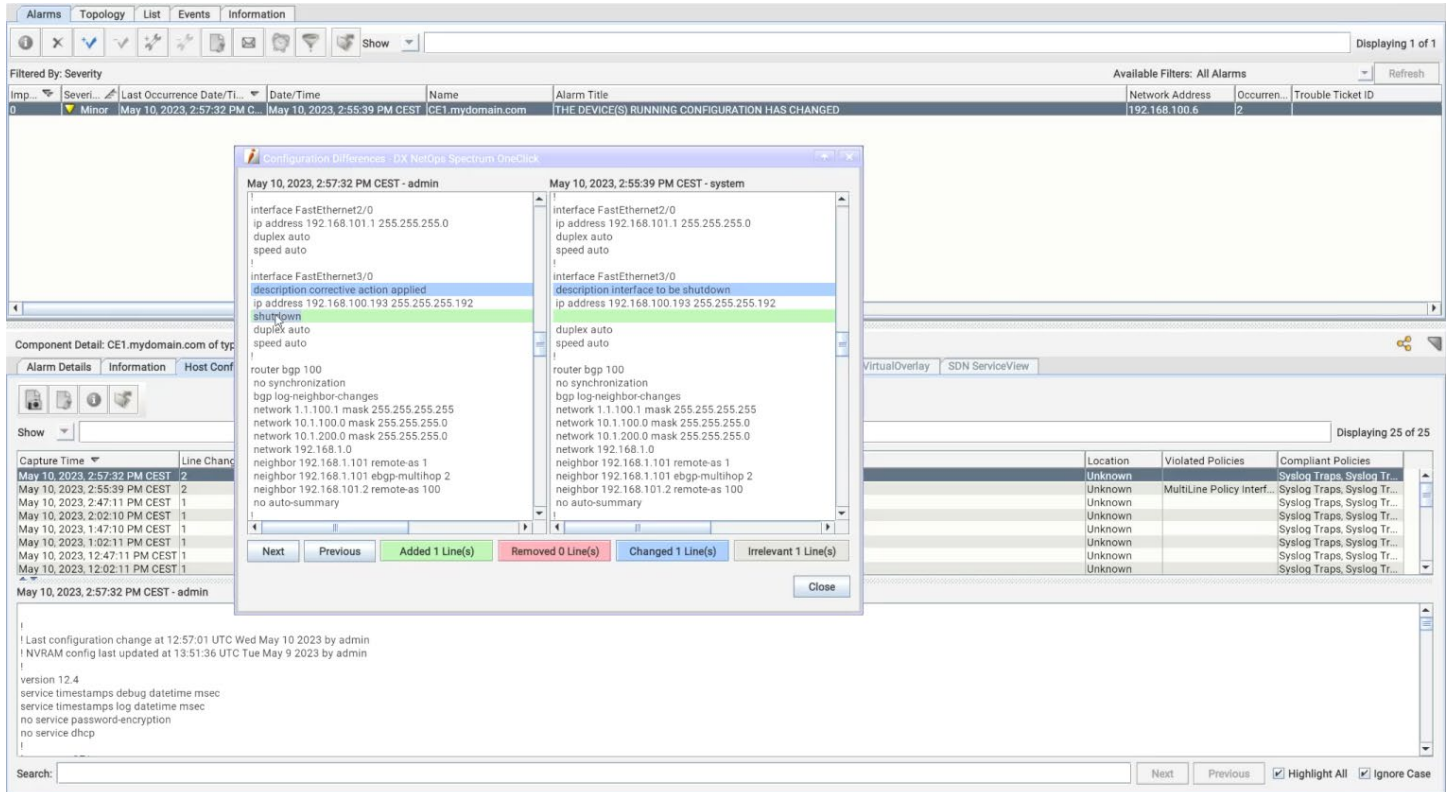 Alarms Topology List Events Information
Show Displaying 1 of 1
Filtered By: Severity Available Filters: All Alarms Refresh
Imp... Severi... Last Occurrence Date/Ti... Date/Time Name Alarm Title Network Address Occurren... Trouble Ticket ID
0 Minor May 10, 2023, 2:57:32 PM C... May 10, 2023, 2:55:39 PM CEST CE1.mydomain.com THE DEVICE(S) RUNNING CONFIGURATION HAS CHANGED 192.168.100.6 2
Configuration Differences - DX NetOps Spectrum OneClick
May 10, 2023, 2:57:32 PM CEST - admin
!
interface FastEthernet2/0
ip address 192.168.101.1 255.255.255.0
duplex auto
speed auto
!
interface FastEthernet3/0
description corrective action applied
ip address 192.168.100.193 255.255.255.192
shutdown
duplex auto
speed auto
!
router bgp 100
no synchronization
bgp log-neighbor-changes
network 1.1.100.1 mask 255.255.255.255
network 10.1.100.0 mask 255.255.255.0
network 10.1.200.0 mask 255.255.255.0
network 192.168.1.0
neighbor 192.168.1.101 remote-as 1
neighbor 192.168.1.101 ebgp-multihop 2
neighbor 192.168.101.2 remote-as 100
no auto-summary
!
May 10, 2023, 2:55:39 PM CEST - system
!
interface FastEthernet2/0
ip address 192.168.101.1 255.255.255.0
duplex auto
speed auto
!
interface FastEthernet3/0
description interface to be shutdown
ip address 192.168.100.193 255.255.255.192
duplex auto
speed auto
!
router bgp 100
no synchronization
bgp log-neighbor-changes
network 1.1.100.1 mask 255.255.255.255
network 10.1.100.0 mask 255.255.255.0
network 10.1.200.0 mask 255.255.255.0
network 192.168.1.0
neighbor 192.168.1.101 remote-as 1
neighbor 192.168.1.101 ebgp-multihop 2
neighbor 192.168.101.2 remote-as 100
no auto-summary
!
Next Previous Added 1 Line(s) Removed 0 Line(s) Changed 1 Line(s) Irrelevant 1 Line(s)
Close
Component Detail: CE1.mydomain.com of typ
Alarm Details Information Host Conf VirtualOverlay SDN ServiceView
Show Displaying 25 of 25
Capture Time Line Chang Location Violated Policies Compliant Policies
May 10, 2023, 2:57:32 PM CEST 2 Unknown Syslog Traps, Syslog Tr...
May 10, 2023, 2:55:39 PM CEST 2 Unknown MultiLine Policy Interf... Syslog Traps, Syslog Tr...
May 10, 2023, 2:47:11 PM CEST 1 Unknown Syslog Traps, Syslog Tr...
May 10, 2023, 2:02:10 PM CEST 1 Unknown Syslog Traps, Syslog Tr...
May 10, 2023, 1:47:10 PM CEST 1 Unknown Syslog Traps, Syslog Tr...
May 10, 2023, 1:02:11 PM CEST 1 Unknown Syslog Traps, Syslog Tr...
May 10, 2023, 12:47:11 PM CEST 1 Unknown Syslog Traps, Syslog Tr...
May 10, 2023, 12:02:11 PM CEST 1 Unknown Syslog Traps, Syslog Tr...
May 10, 2023, 2:57:32 PM CEST - admin
!
! Last configuration change at 12:57:01 UTC Wed May 10 2023 by admin
! NVRAM config last updated at 13:51:36 UTC Tue May 9 2023 by admin
!
version 12.4
service timestamps debug datetime msec
service timestamps log datetime msec
no service password-encryption
no service dhcp
!
Search: Next Previous Highlight All Ignore Case